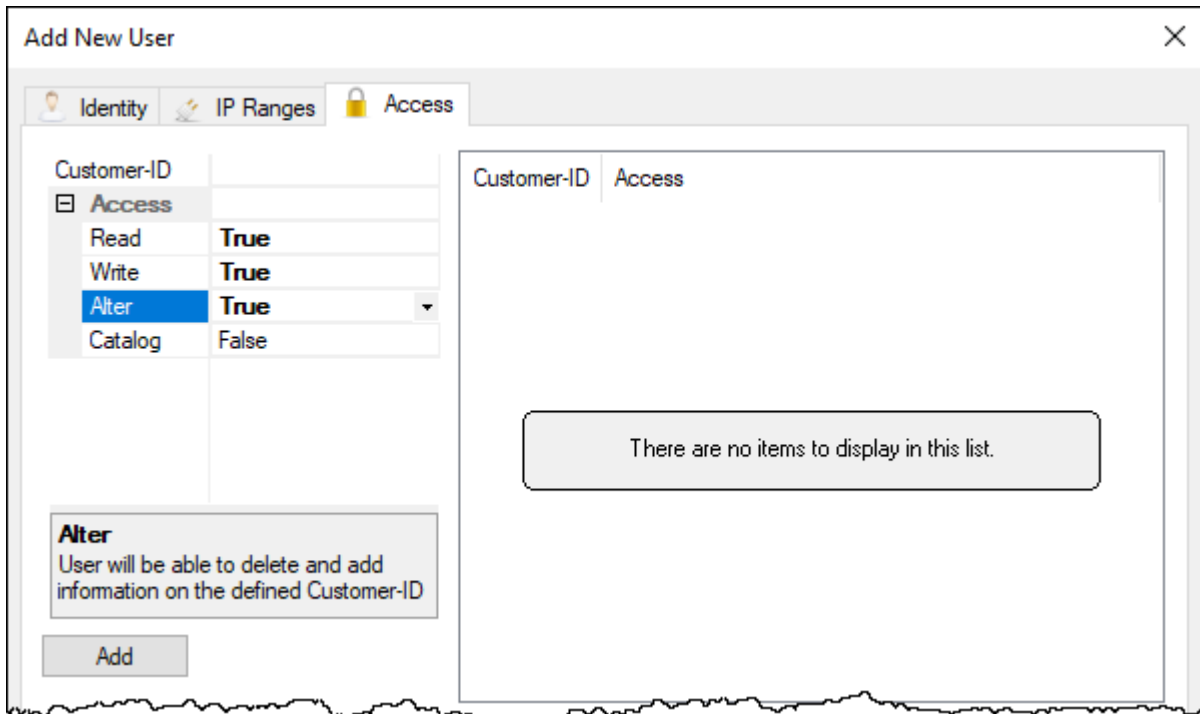 Add New User
Identity IP Ranges Access
Customer-ID
Access
Read True
Write True
Alter True
Catalog False
Alter
User will be able to delete and add
information on the defined Customer-ID
Add
Customer-ID Access
There are no items to display in this list.